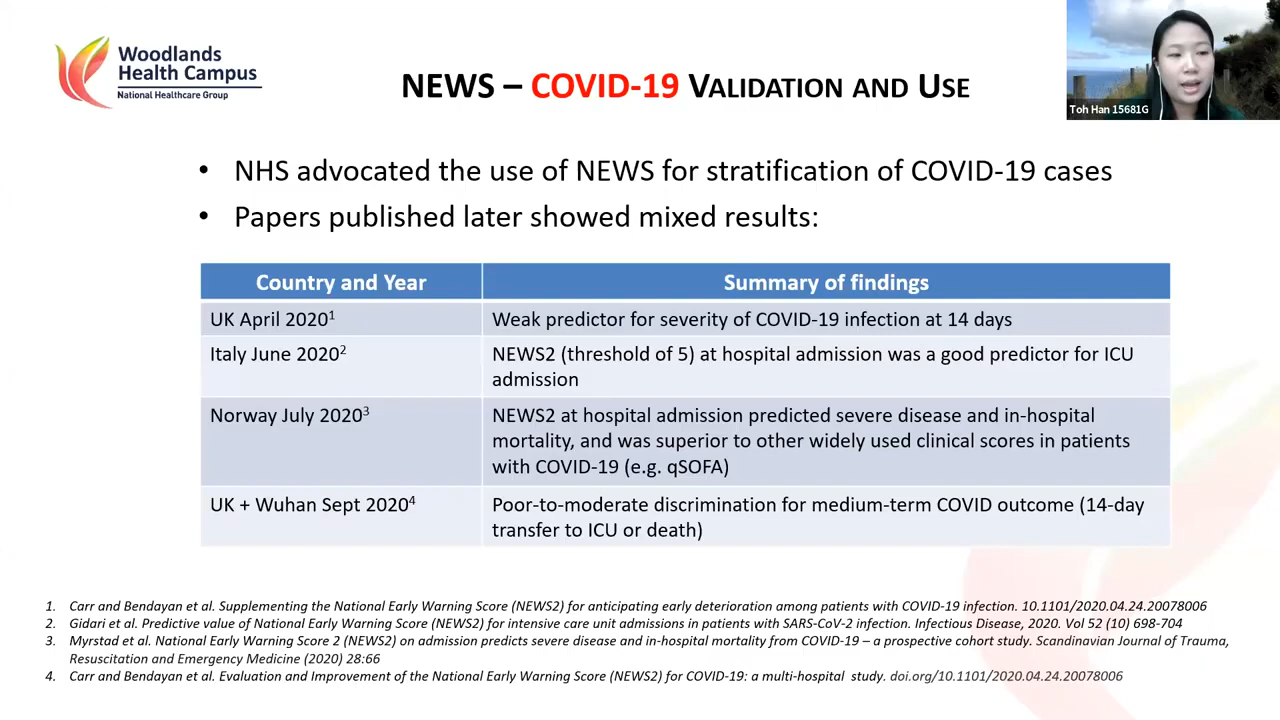 Woodlands
Health Campus
National Healthcare Group
NEWS – COVID-19 VALIDATION AND USE
Toh Han 15681G
• NHS advocated the use of NEWS for stratification of COVID-19 cases
• Papers published later showed mixed results:
Country and Year
Summary of findings
UK April 2020¹
Weak predictor for severity of COVID-19 infection at 14 days
Italy June 2020²
NEWS2 (threshold of 5) at hospital admission was a good predictor for ICU
admission
Norway July 2020³
NEWS2 at hospital admission predicted severe disease and in-hospital
mortality, and was superior to other widely used clinical scores in patients
with COVID-19 (e.g. qSOFA)
UK + Wuhan Sept 2020⁴
Poor-to-moderate discrimination for medium-term COVID outcome (14-day
transfer to ICU or death)
1. Carr and Bendayan et al. Supplementing the National Early Warning Score (NEWS2) for anticipating early deterioration among patients with COVID-19 infection. 10.1101/2020.04.24.20078006
2. Gidari et al. Predictive value of National Early Warning Score (NEWS2) for intensive care unit admissions in patients with SARS-CoV-2 infection. Infectious Disease, 2020. Vol 52 (10) 698-704
3. Myrstad et al. National Early Warning Score 2 (NEWS2) on admission predicts severe disease and in-hospital mortality from COVID-19 – a prospective cohort study. Scandinavian Journal of Trauma,
Resuscitation and Emergency Medicine (2020) 28:66
4. Carr and Bendayan et al. Evaluation and Improvement of the National Early Warning Score (NEWS2) for COVID-19: a multi-hospital study. doi.org/10.1101/2020.04.24.20078006